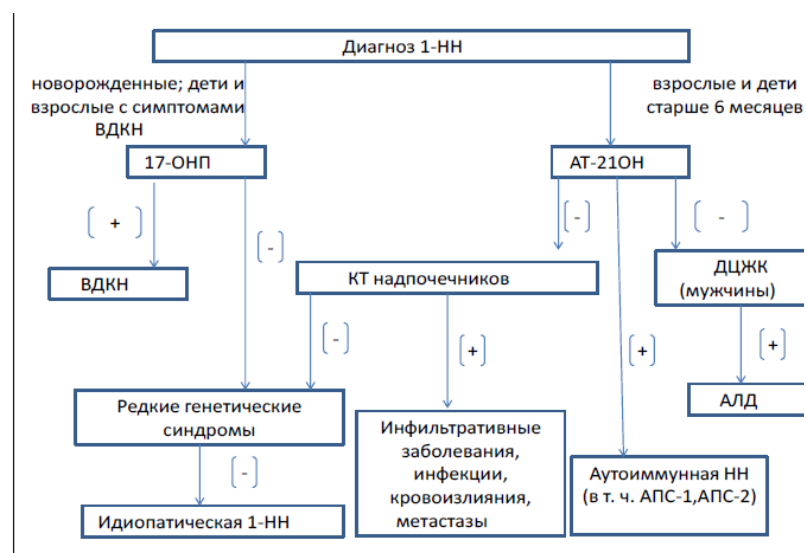 Диагноз 1-НН
новорожденные; дети и
взрослые с симптомами
ВДКН
взрослые и дети
старше 6 месяцев
17-ОНП
АТ-21ОН
( + )
(-)
(-)
( - )
ВДКН
КТ надпочечников
ДЦЖК
(мужчины)
(-)
(+)
(+)
(+)
Редкие генетические
синдромы
АЛД
Инфильтративные
заболевания,
инфекции,
кровоизлияния,
метастазы
Аутоиммунная НН
(в т. ч. АПС-1,АПС-2)
(-)
Идиопатическая 1-НН